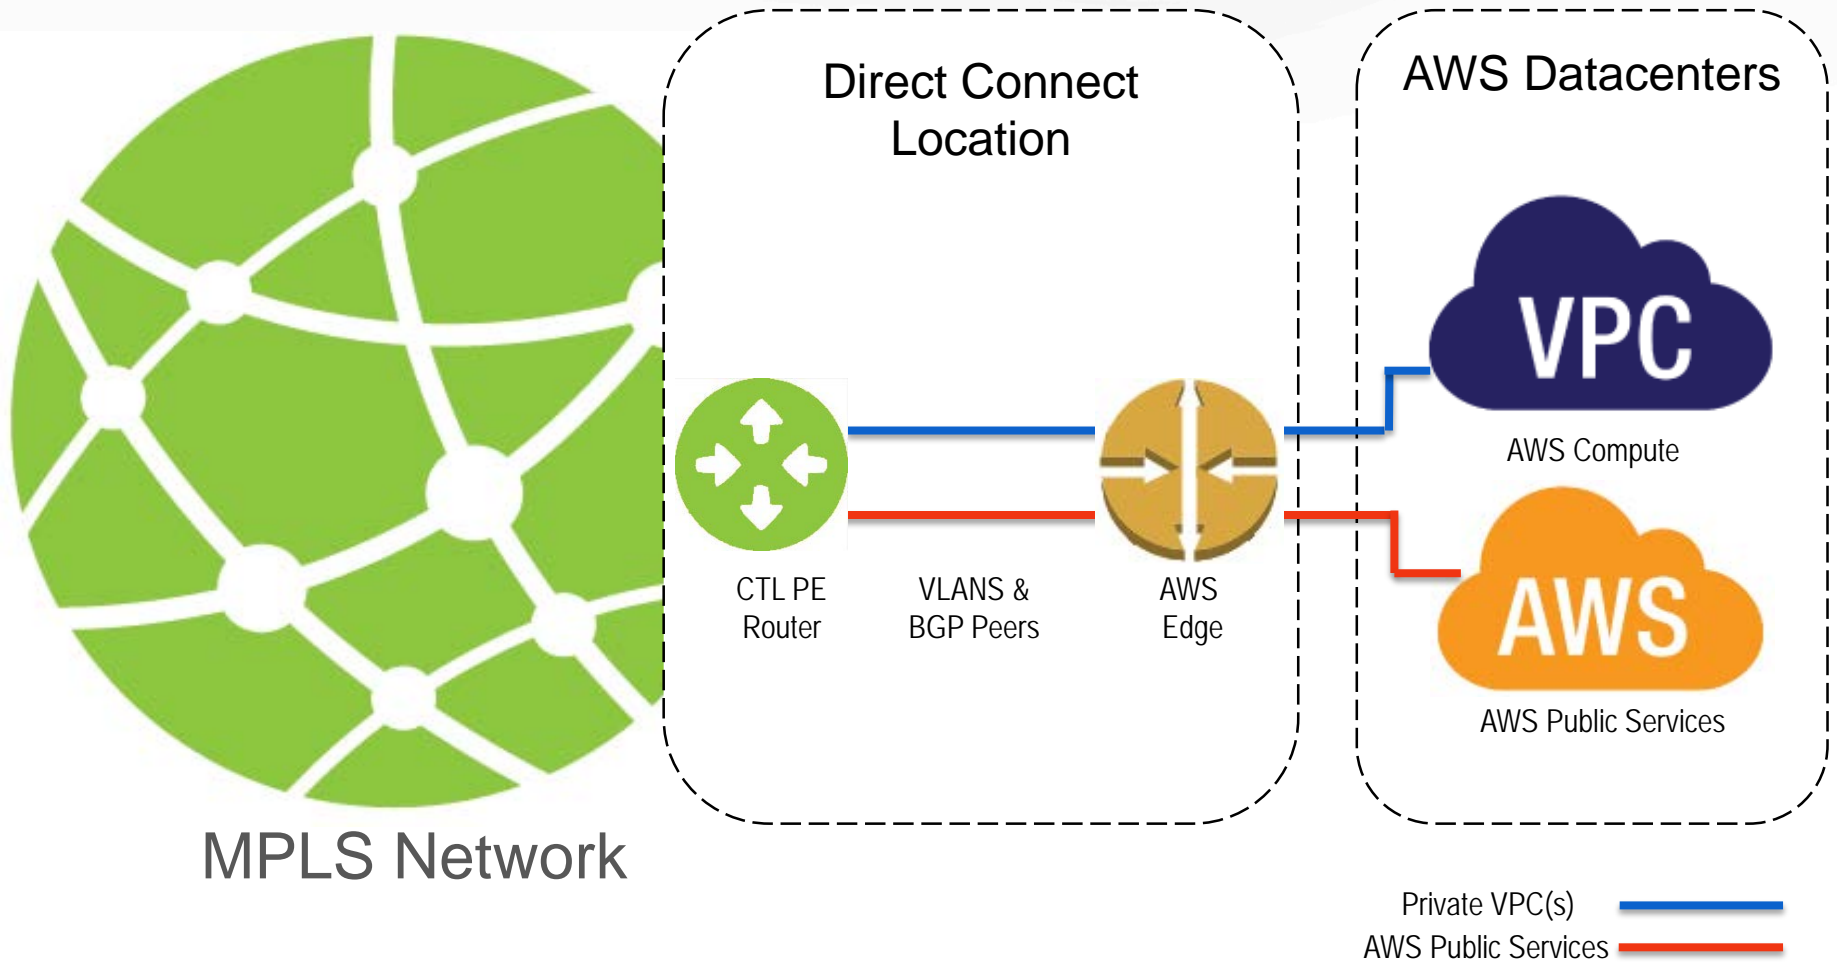 Direct Connect
Location
AWS Datacenters
VPC
AWS Compute
CTL PE
Router
VLANS &
BGP Peers
AWS
Edge
AWS
AWS Public Services
MPLS Network
Private VPC(s)
AWS Public Services